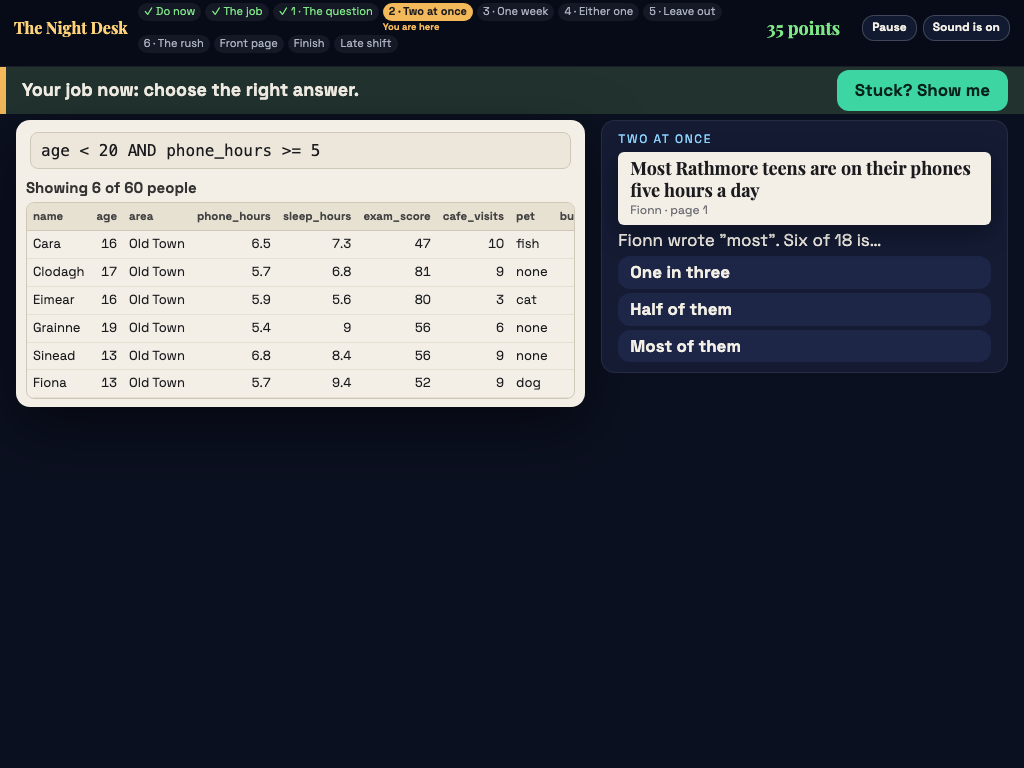 The Night Desk
✓ Do now
✓ The job
✓ 1 · The question
2 · Two at once
You are here
3 · One week
4 · Either one
5 · Leave out
6 · The rush
Front page
Finish
Late shift
35 points
Pause
Sound is on
Your job now: choose the right answer.
Stuck? Show me
age < 20 AND phone_hours >= 5
Showing 6 of 60 people
name age area phone_hours sleep_hours exam_score cafe_visits pet bu
Cara 16 Old Town 6.5 7.3 47 10 fish
Clodagh 17 Old Town 5.7 6.8 81 9 none
Eimear 16 Old Town 5.9 5.6 80 3 cat
Grainne 19 Old Town 5.4 9 56 6 none
Sinead 13 Old Town 6.8 8.4 56 9 none
Fiona 13 Old Town 5.7 9.4 52 9 dog
TWO AT ONCE
Most Rathmore teens are on their phones
five hours a day
Fionn · page 1
Fionn wrote "most". Six of 18 is…
One in three
Half of them
Most of them